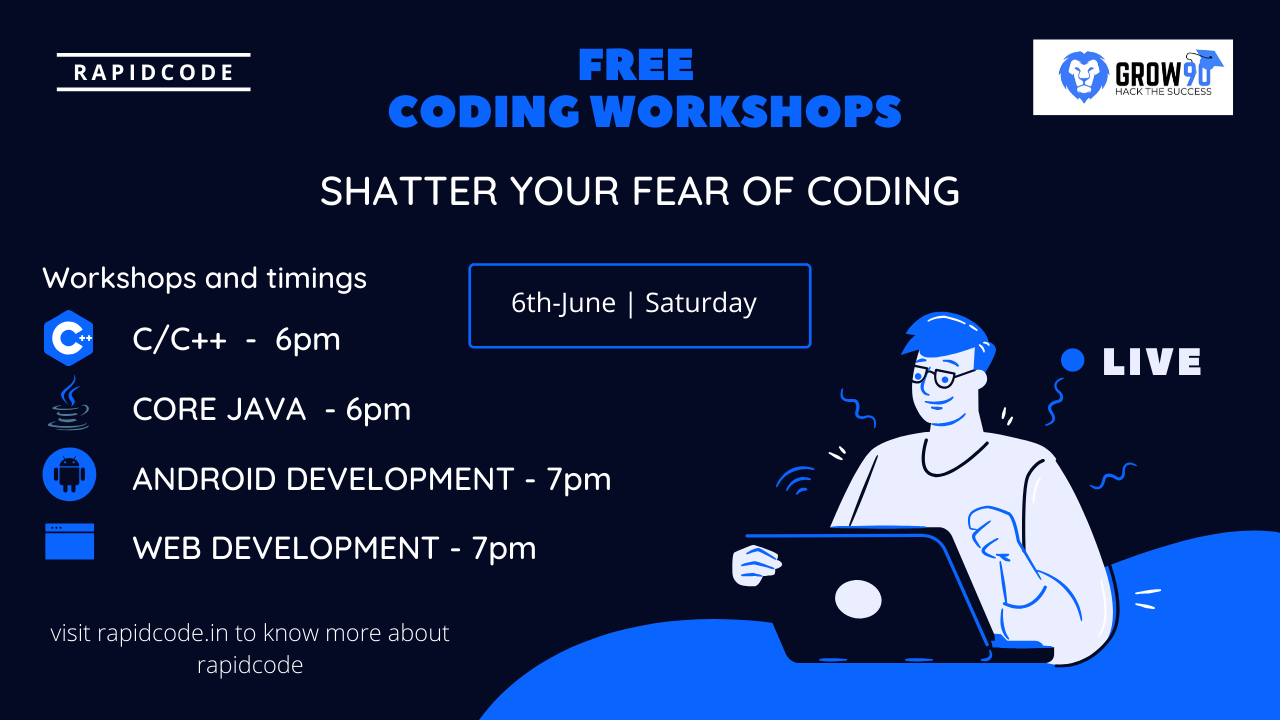 RAPIDCODE
FREE
CODING WORKSHOPS
GROW90
HACK THE SUCCESS
SHATTER YOUR FEAR OF CODING
Workshops and timings
6th-June | Saturday
C++
C/C++ - 6pm
CORE JAVA - 6pm
ANDROID DEVELOPMENT - 7pm
WEB DEVELOPMENT - 7pm
LIVE
visit rapidcode.in to know more about
rapidcode